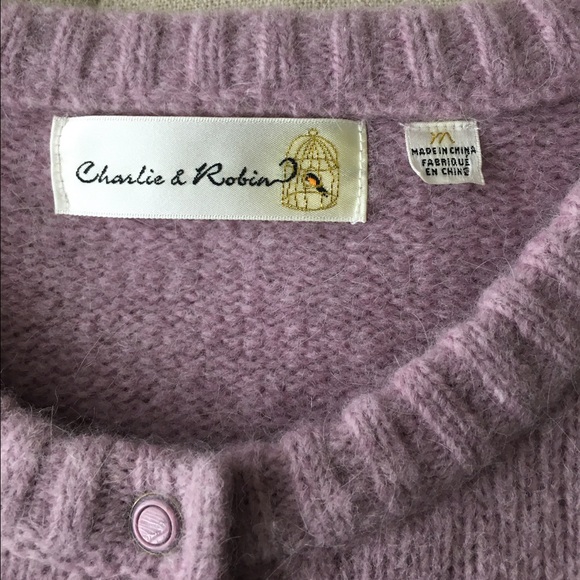 Charlie & Robin
m
MADE IN CHINA
FABRIQUÉ
EN CHINE